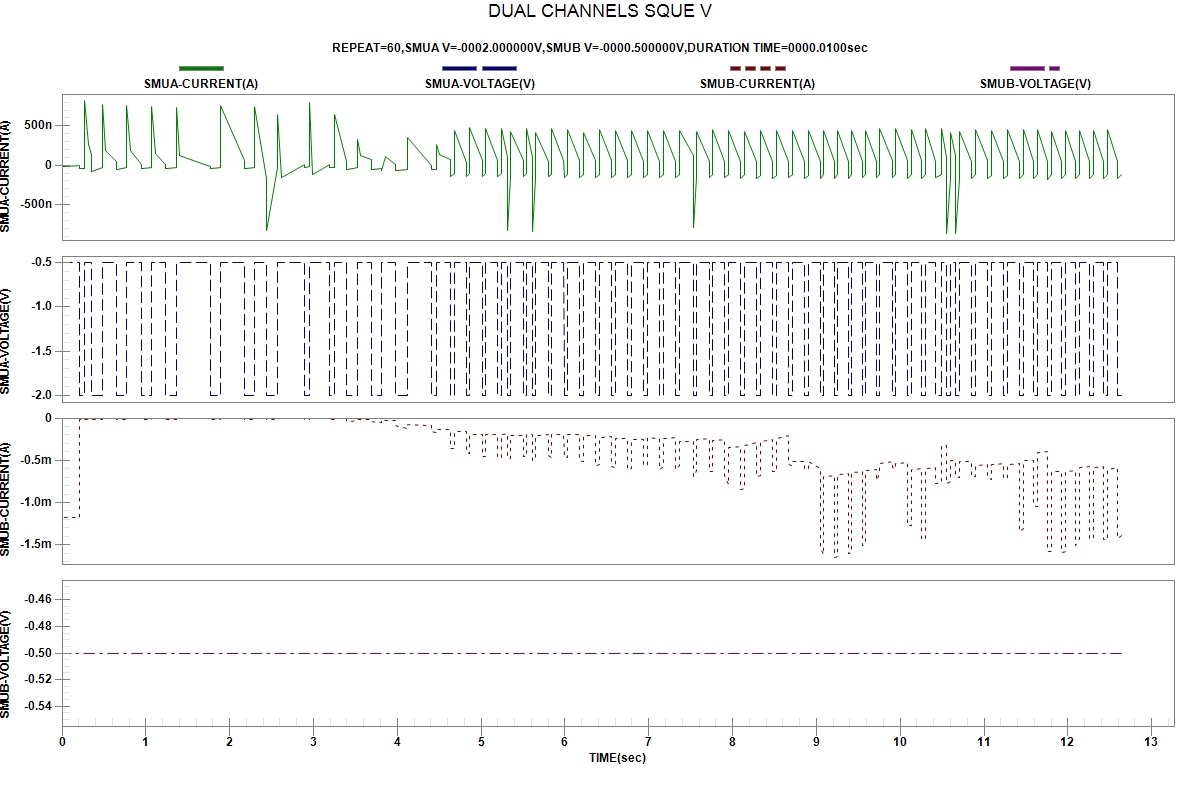 DUAL CHANNELS SQUE V
REPEAT=60,SMUA V=-0002.000000V,SMUB V=-0000.500000V,DURATION TIME=0000.0100sec
SMUA-CURRENT(A) SMUA-VOLTAGE(V) SMUB-CURRENT(A) SMUB-VOLTAGE(V)
SMUA-CURRENT(A)
500n
0
-500n
SMUA-VOLTAGE(V)
-0.5
-1.0
-1.5
-2.0
SMUB-CURRENT(A)
0
-0.5m
-1.0m
-1.5m
SMUB-VOLTAGE(V)
-0.46
-0.48
-0.50
-0.52
-0.54
0 1 2 3 4 5 6 7 8 9 10 11 12 13
TIME(sec)